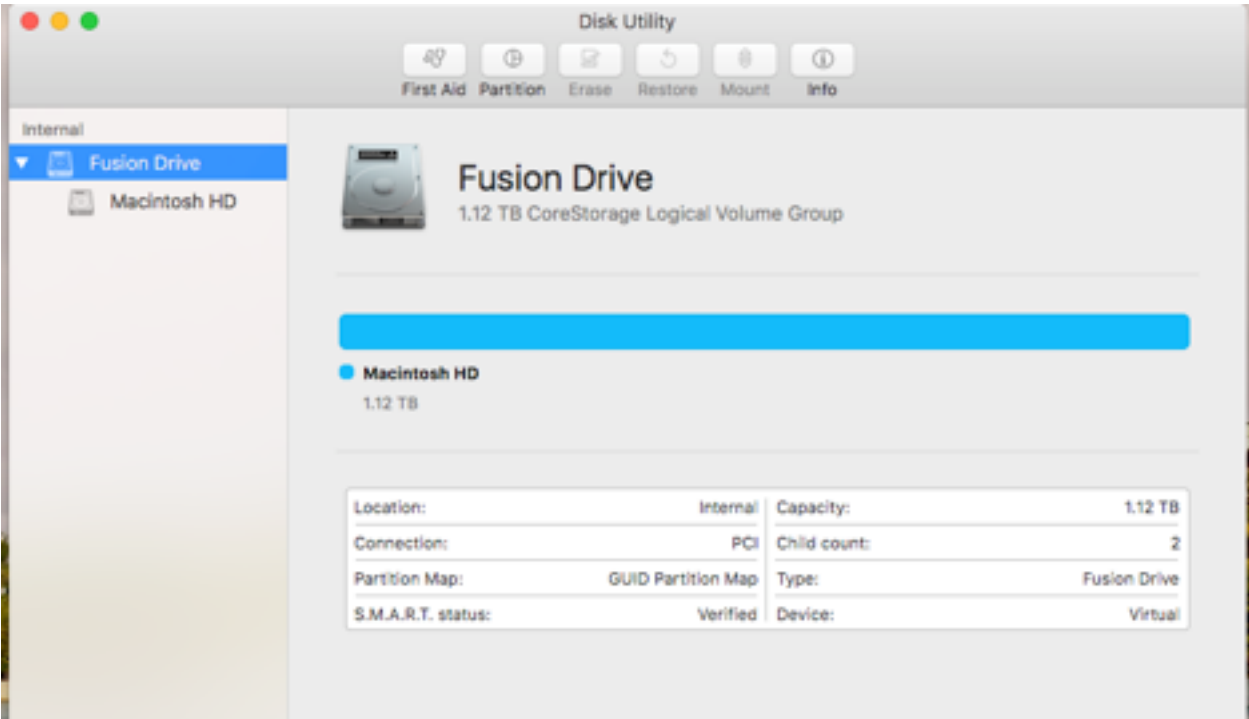 Disk Utility
First Aid Partition Erase Restore Mount Info
Internal
Fusion Drive
Macintosh HD
Fusion Drive
1.12 TB CoreStorage Logical Volume Group
Macintosh HD
1.12 TB
Location: Internal Capacity: 1.12 TB
Connection: PCI Child count: 2
Partition Map: GUID Partition Map Type: Fusion Drive
S.M.A.R.T. status: Verified Device: Virtual